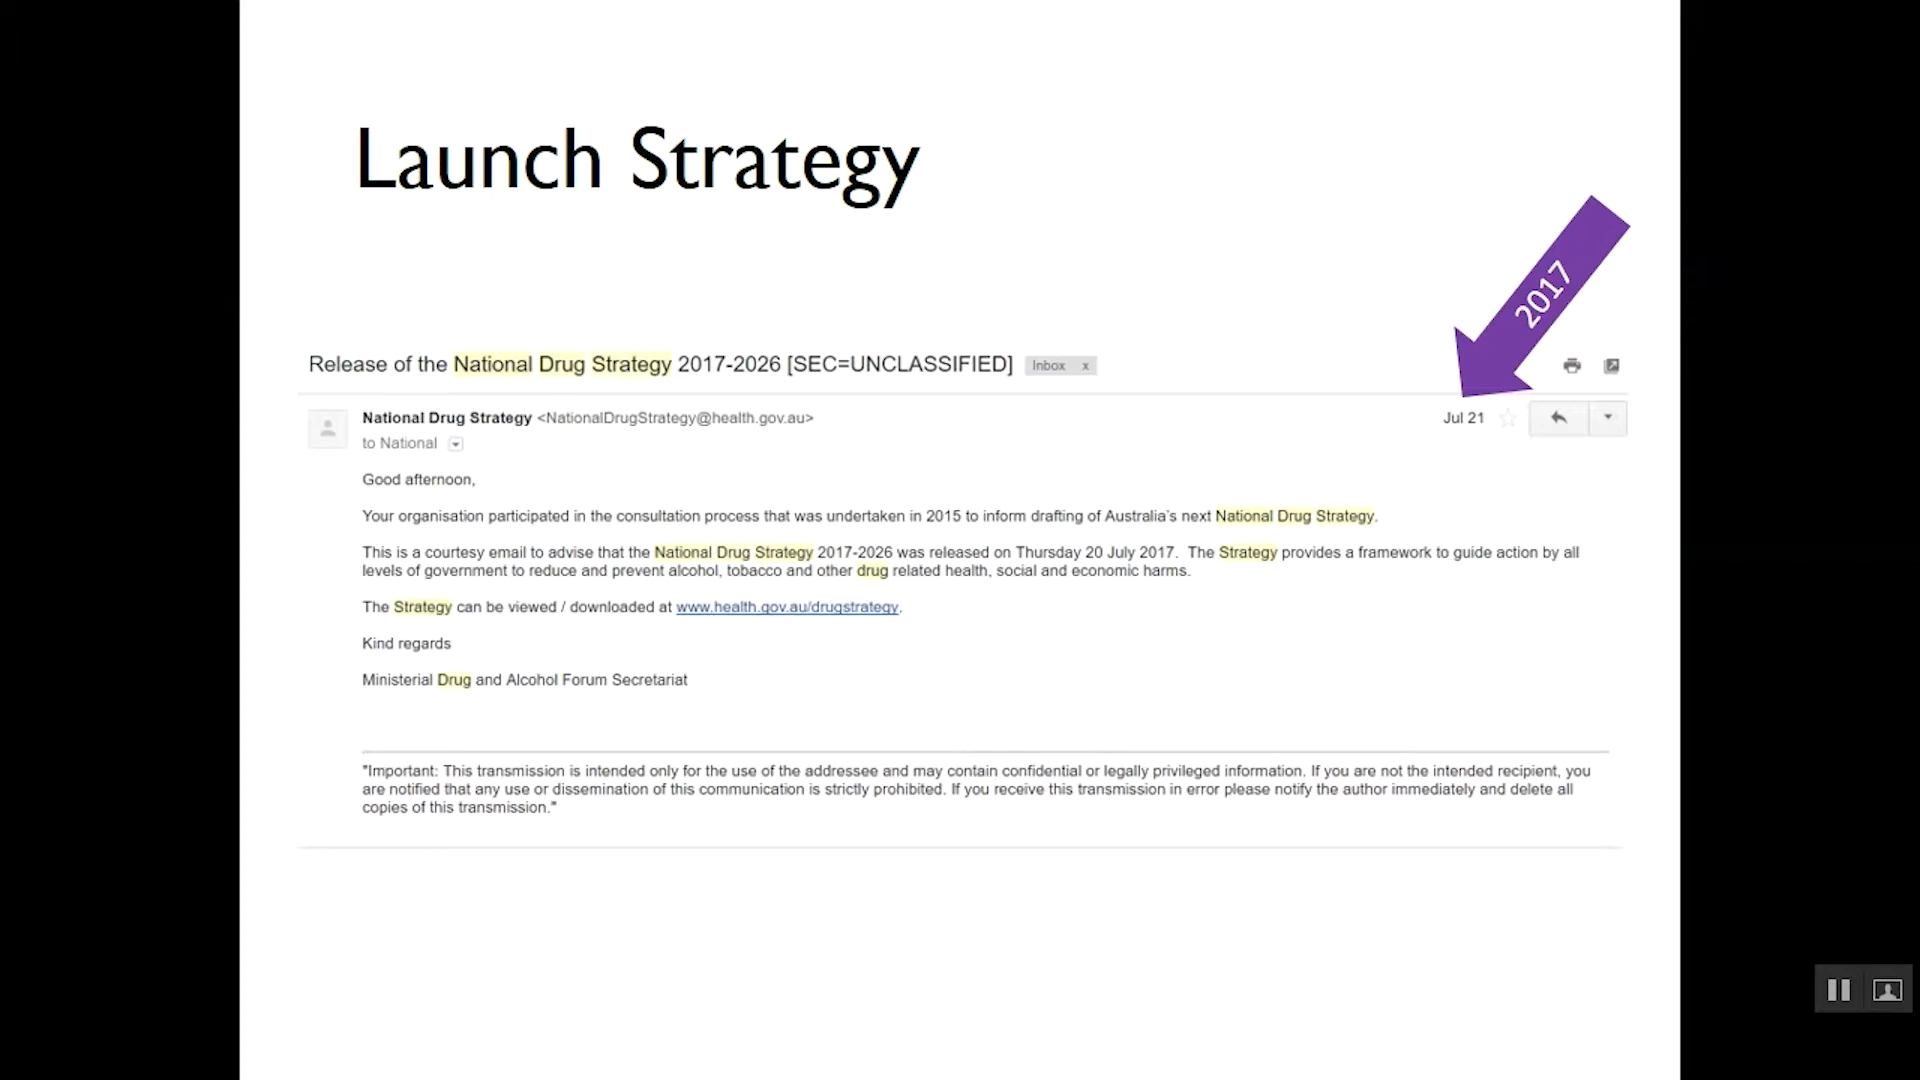 Launch Strategy
2017
Release of the National Drug Strategy 2017-2026 [SEC=UNCLASSIFIED] Inbox x
National Drug Strategy <NationalDrugStrategy@health.gov.au> Jul 21
to National
Good afternoon,
Your organisation participated in the consultation process that was undertaken in 2015 to inform drafting of Australia's next National Drug Strategy.
This is a courtesy email to advise that the National Drug Strategy 2017-2026 was released on Thursday 20 July 2017. The Strategy provides a framework to guide action by all
levels of government to reduce and prevent alcohol, tobacco and other drug related health, social and economic harms.
The Strategy can be viewed / downloaded at www.health.gov.au/drugstrategy.
Kind regards
Ministerial Drug and Alcohol Forum Secretariat
"Important: This transmission is intended only for the use of the addressee and may contain confidential or legally privileged information. If you are not the intended recipient, you
are notified that any use or dissemination of this communication is strictly prohibited. If you receive this transmission in error please notify the author immediately and delete all
copies of this transmission."